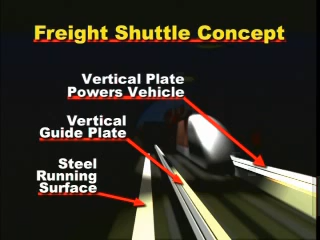 Freight Shuttle Concept
Vertical Plate
Powers Vehicle
Vertical
Guide Plate
Steel
Running
Surface